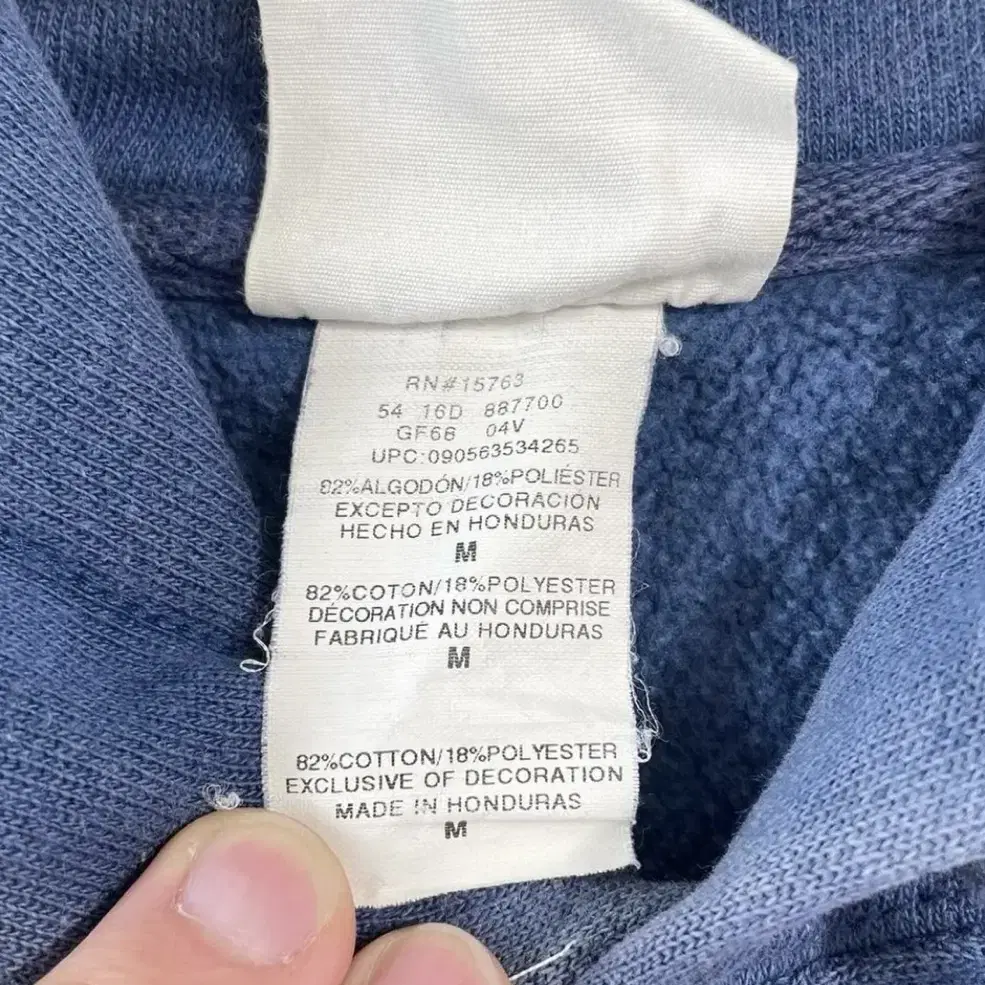 RN#15763
54 16D 887700
GF66 04V
UPC:090563534265
82%ALGODÓN/18%POLIÉSTER
EXCEPTO DECORACIÓN
HECHO EN HONDURAS
M
82%COTON/18%POLYESTER
DÉCORATION NON COMPRISE
FABRIQUÉ AU HONDURAS
M
82%COTTON/18%POLYESTER
EXCLUSIVE OF DECORATION
MADE IN HONDURAS
M